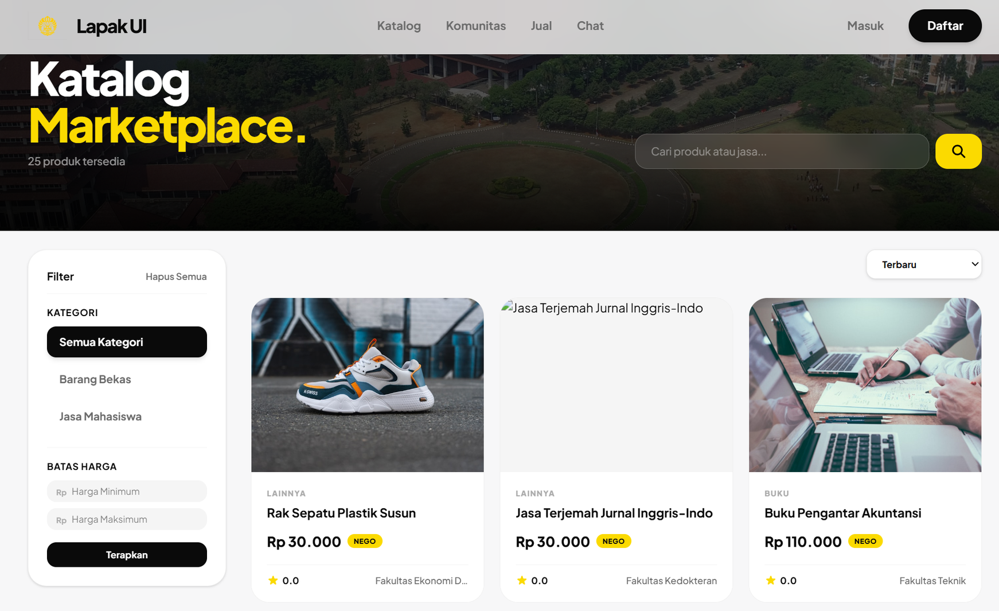 Lapak UI
Katalog
Komunitas
Jual
Chat
Masuk
Daftar
Katalog
Marketplace.
25 produk tersedia
Cari produk atau jasa...
Filter
Hapus Semua
KATEGORI
Semua Kategori
Barang Bekas
Jasa Mahasiswa
BATAS HARGA
Rp Harga Minimum
Rp Harga Maksimum
Terapkan
Terbaru
K-SWISS
LAINNYA
Rak Sepatu Plastik Susun
Rp 30.000 NEGO
0.0
Fakultas Ekonomi D...
Jasa Terjemah Jurnal Inggris-Indo
LAINNYA
Jasa Terjemah Jurnal Inggris-Indo
Rp 30.000 NEGO
0.0
Fakultas Kedokteran
BUKU
Buku Pengantar Akuntansi
Rp 110.000 NEGO
0.0
Fakultas Teknik